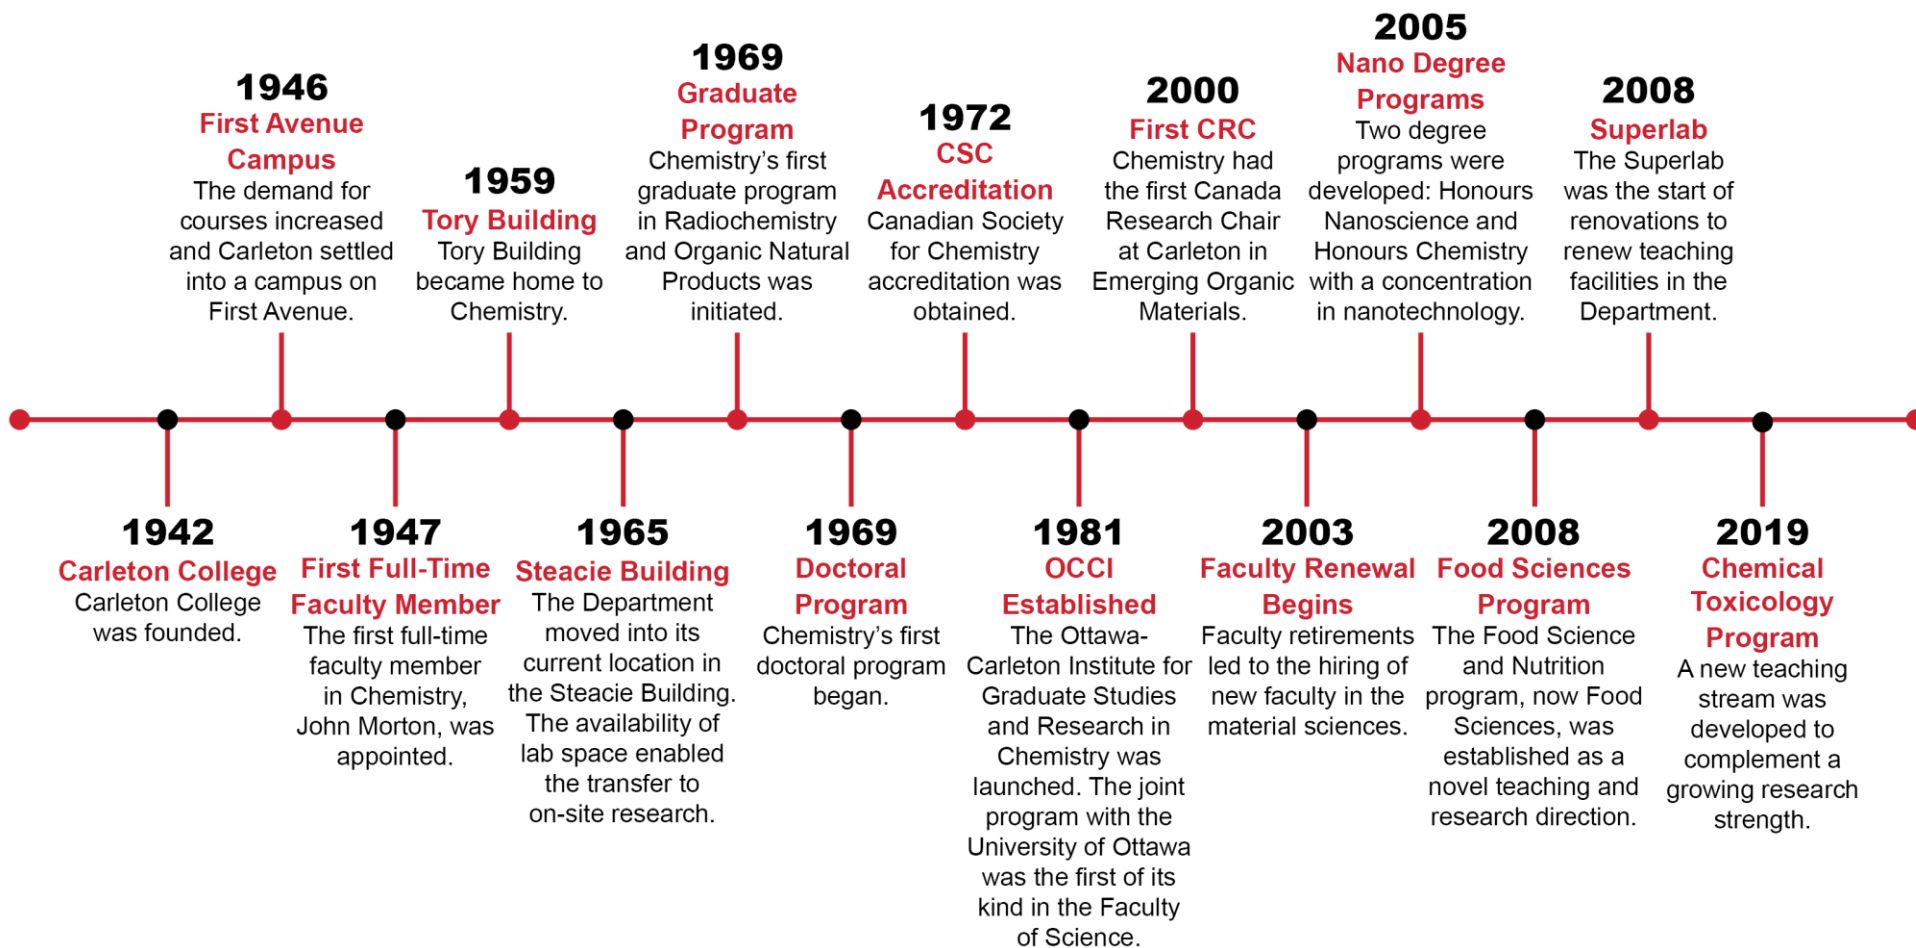 1942
Carleton College
Carleton College
was founded.
1946
First Avenue
Campus
The demand for
courses increased
and Carleton settled
into a campus on
First Avenue.
1947
First Full-Time
Faculty Member
The first full-time
faculty member
in Chemistry,
John Morton, was
appointed.
1959
Tory Building
Tory Building
became home to
Chemistry.
1965
Steacie Building
The Department
moved into its
current location in
the Steacie Building.
The availability of
lab space enabled
the transfer to
on-site research.
1969
Graduate
Program
Chemistry’s first
graduate program
in Radiochemistry
and Organic Natural
Products was
initiated.
1969
Doctoral
Program
Chemistry’s first
doctoral program
began.
1972
CSC
Accreditation
Canadian Society
for Chemistry
accreditation was
obtained.
1981
OCCI
Established
The Ottawa-
Carleton Institute for
Graduate Studies
and Research in
Chemistry was
launched. The joint
program with the
University of Ottawa
was the first of its
kind in the Faculty
of Science.
2000
First CRC
Chemistry had
the first Canada
Research Chair
at Carleton in
Emerging Organic
Materials.
2003
Faculty Renewal
Begins
Faculty retirements
led to the hiring of
new faculty in the
material sciences.
2005
Nano Degree
Programs
Two degree
programs were
developed: Honours
Nanoscience and
Honours Chemistry
with a concentration
in nanotechnology.
2008
Food Sciences
Program
The Food Science
and Nutrition
program, now Food
Sciences, was
established as a
novel teaching and
research direction.
2008
Superlab
The Superlab
was the start of
renovations to
renew teaching
facilities in the
Department.
2019
Chemical
Toxicology
Program
A new teaching
stream was
developed to
complement a
growing research
strength.